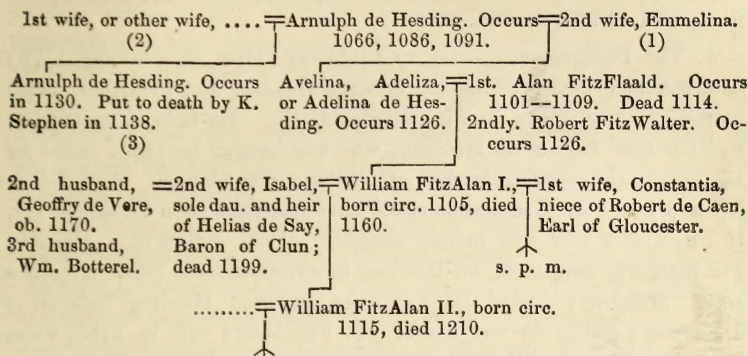 1st wife, or other wife, .... Arnulph de Hesding. Occurs 2nd wife, Emmelina.
(2) 1066, 1086, 1091. (1)
Arnulph de Hesding. Occurs
in 1130. Put to death by K.
Stephen in 1138.
(3)
Avelina, Adeliza,
or Adelina de Hes-
ding. Occurs 1126.
1st. Alan FitzFlaald. Occurs
1101--1109. Dead 1114.
2ndly. Robert FitzWalter. Oc-
ccurs 1126.
2nd husband,
Geoffry de Vere,
ob. 1170.
3rd husband,
Wm. Botterel.
=2nd wife, Isabel,
sole dau. and heir
of Helias de Say,
Baron of Clun;
dead 1199.
William FitzAlan I.,
born circ. 1105, died
1160.
1st wife, Constantia,
niece of Robert de Caen,
Earl of Gloucester.
s. p. m.
......... William FitzAlan II., born circ.
1115, died 1210.